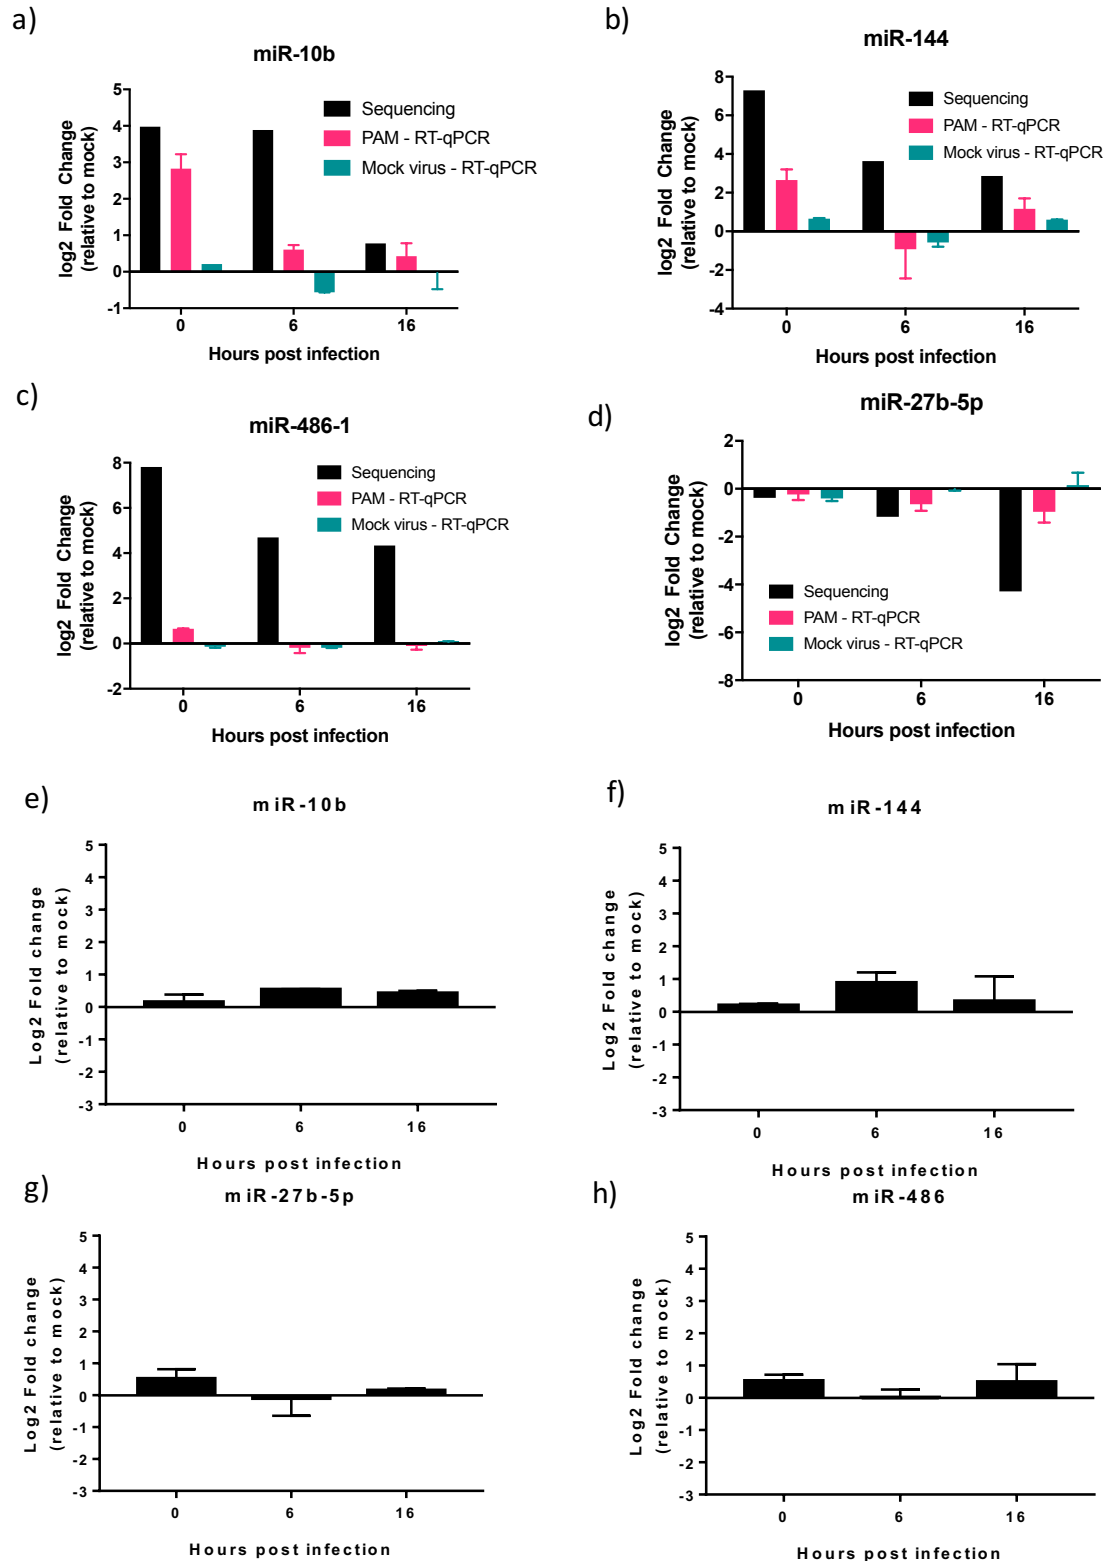 a)
miR-10b
5
4
3
2
1
0
-1
log2 Fold Change
(relative to mock)
Sequencing
PAM - RT-qPCR
Mock virus - RT-qPCR
0 6 16
Hours post infection
b)
miR-144
8
6
4
2
0
-2
-4
log2 Fold Change
(relative to mock)
Sequencing
PAM - RT-qPCR
Mock virus - RT-qPCR
0 6 16
Hours post infection
c)
miR-486-1
8
6
4
2
0
-2
log2 Fold Change
(relative to mock)
Sequencing
PAM - RT-qPCR
Mock virus - RT-qPCR
0 6 16
Hours post infection
d)
miR-27b-5p
2
0
-2
-4
-6
-8
log2 Fold Change
(relative to mock)
Sequencing
PAM - RT-qPCR
Mock virus - RT-qPCR
0 6 16
Hours post infection
e)
miR-10b
5
4
3
2
1
0
-1
-2
-3
Log2 Fold change
(relative to mock)
0 6 16
Hours post infection
f)
miR-144
5
4
3
2
1
0
-1
-2
-3
Log2 Fold change
(relative to mock)
0 6 16
Hours post infection
g)
miR-27b-5p
5
4
3
2
1
0
-1
-2
-3
Log2 Fold change
(relative to mock)
0 6 16
Hours post infection
h)
miR-486
5
4
3
2
1
0
-1
-2
-3
Log2 Fold change
(relative to mock)
0 6 16
Hours post infection